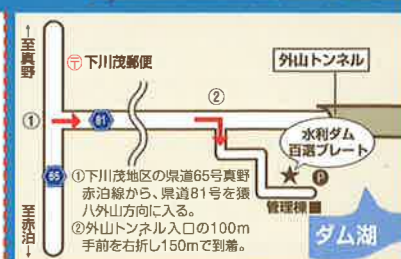 ↑至真野
〒下川茂郵便
外山トンネル
①
81
②
水利ダム
百選プレート
65
①下川茂地区の県道65号真野
赤泊線から、県道81号を猿
八外山方向に入る。
②外山トンネル入口の100m
手前を右折し150mで到着。
至赤泊↓
P
管理棟
ダム湖